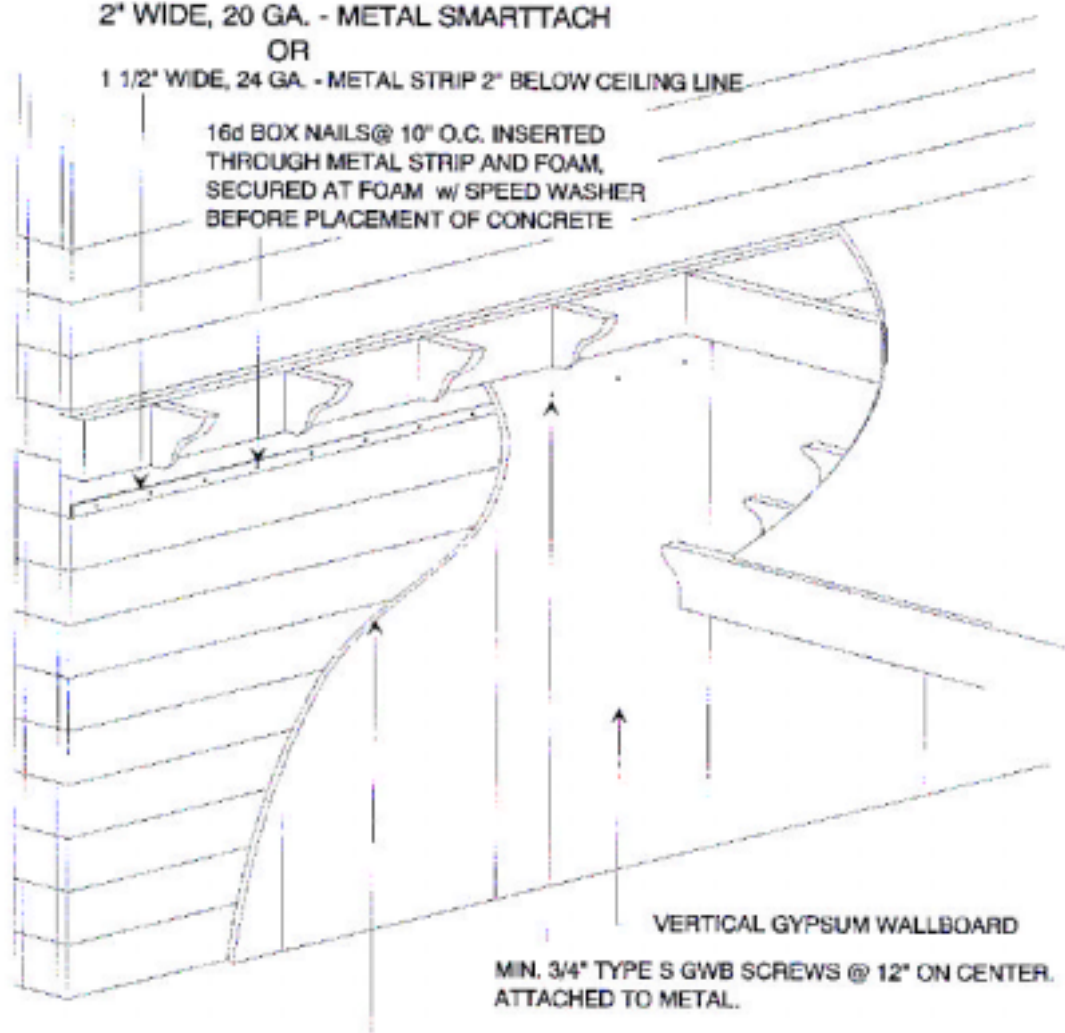 2" WIDE, 20 GA. - METAL SMARTTACH
OR
1 1/2" WIDE, 24 GA. - METAL STRIP 2" BELOW CEILING LINE
16d BOX NAILS@ 10" O.C. INSERTED
THROUGH METAL STRIP AND FOAM,
SECURED AT FOAM w/ SPEED WASHER
BEFORE PLACEMENT OF CONCRETE
VERTICAL GYPSUM WALLBOARD
MIN. 3/4" TYPE S GWB SCREWS @ 12" ON CENTER.
ATTACHED TO METAL.